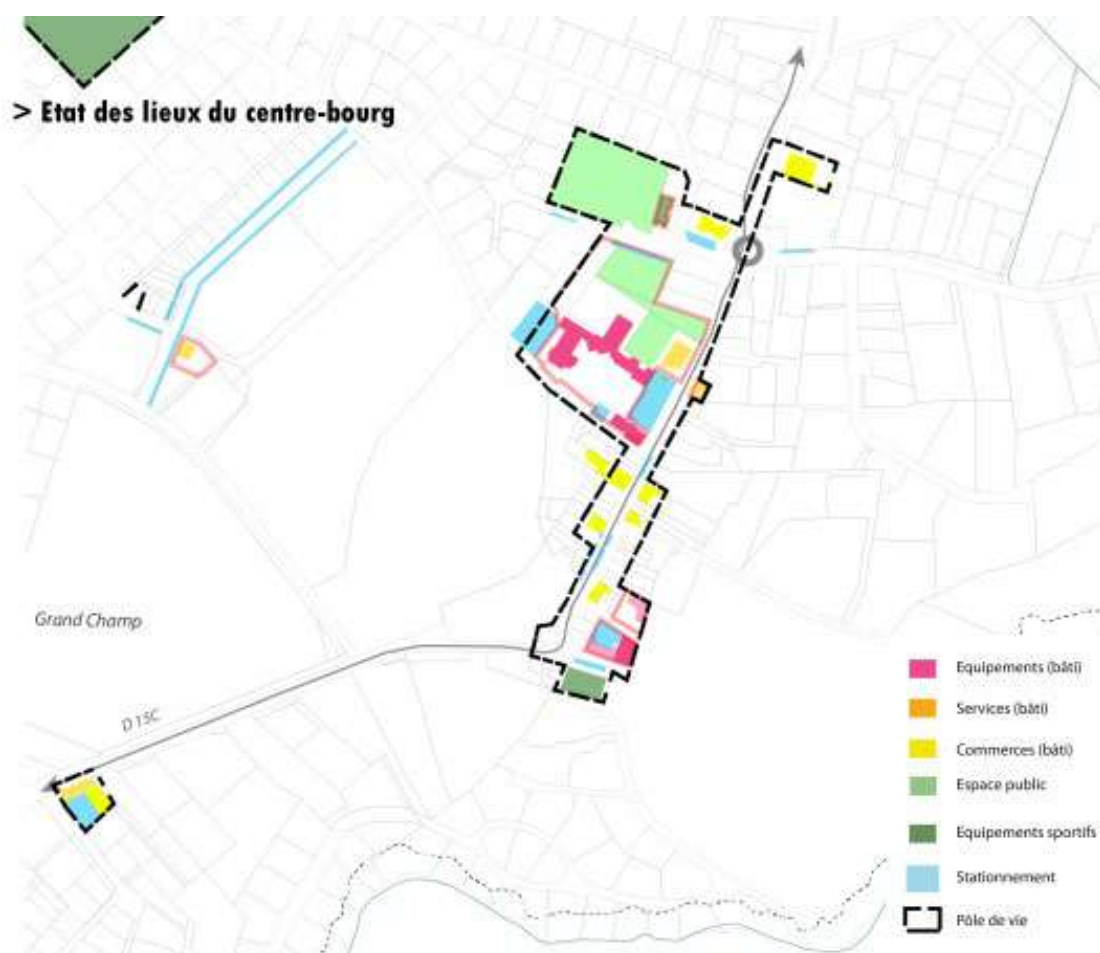 > Etat des lieux du centre-bourg
Grand Champ
D 15C
Equipements (bâti)
Services (bâti)
Commerces (bâti)
Espace public
Equipements sportifs
Stationnement
Pôle de vie